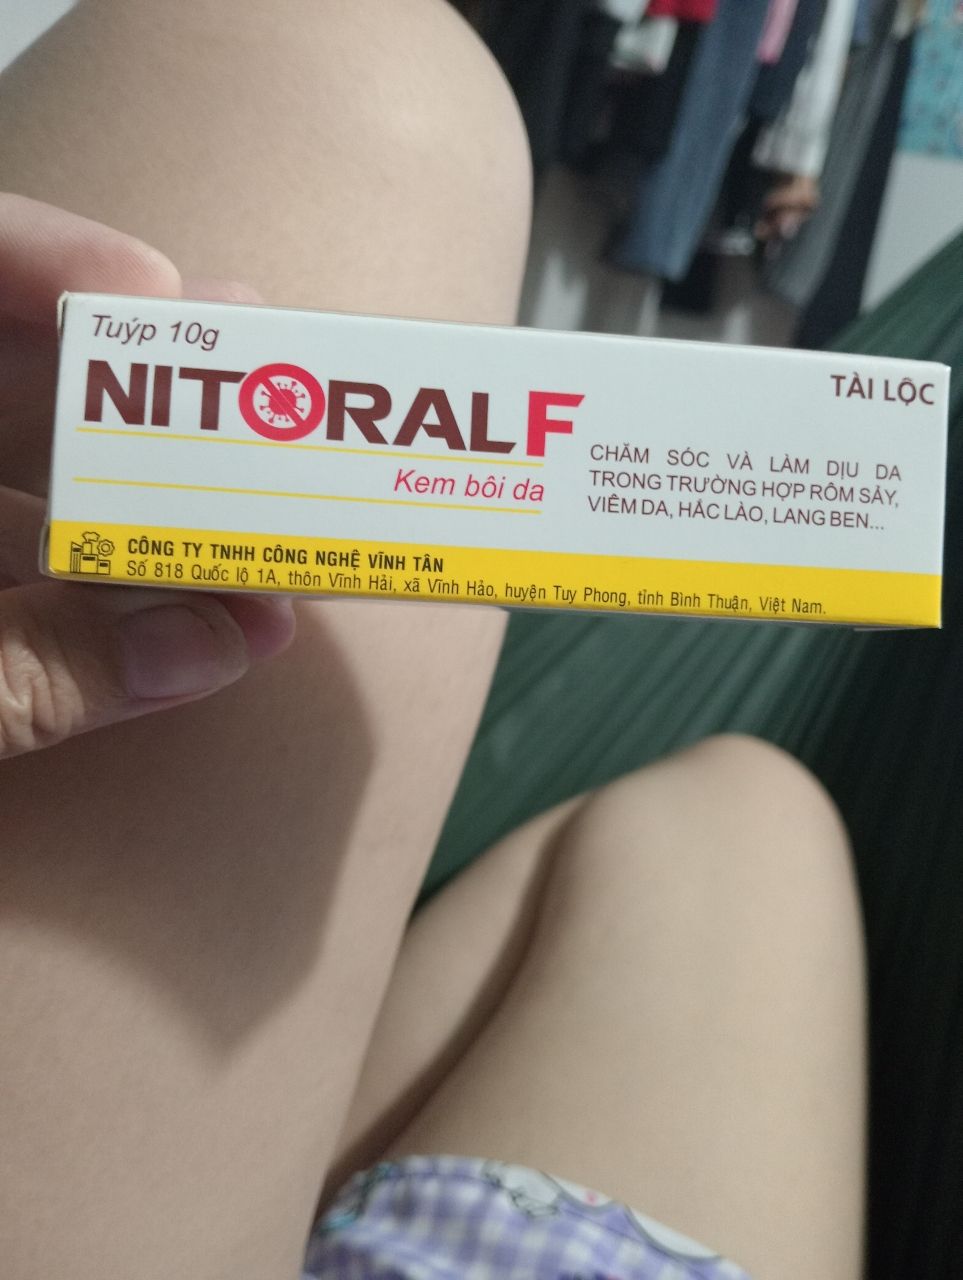 Tuýp 10g
NITORAL F
Kem bôi da
TÀI LỘC
CHĂM SÓC VÀ LÀM DỊU DA
TRONG TRƯỜNG HỢP RÔM SẢY,
VIÊM DA, HẮC LÀO, LANG BEN...
CÔNG TY TNHH CÔNG NGHỆ VĨNH TÂN
Số 818 Quốc lộ 1A, thôn Vĩnh Hải, xã Vĩnh Hảo, huyện Tuy Phong, tỉnh Bình Thuận, Việt Nam.